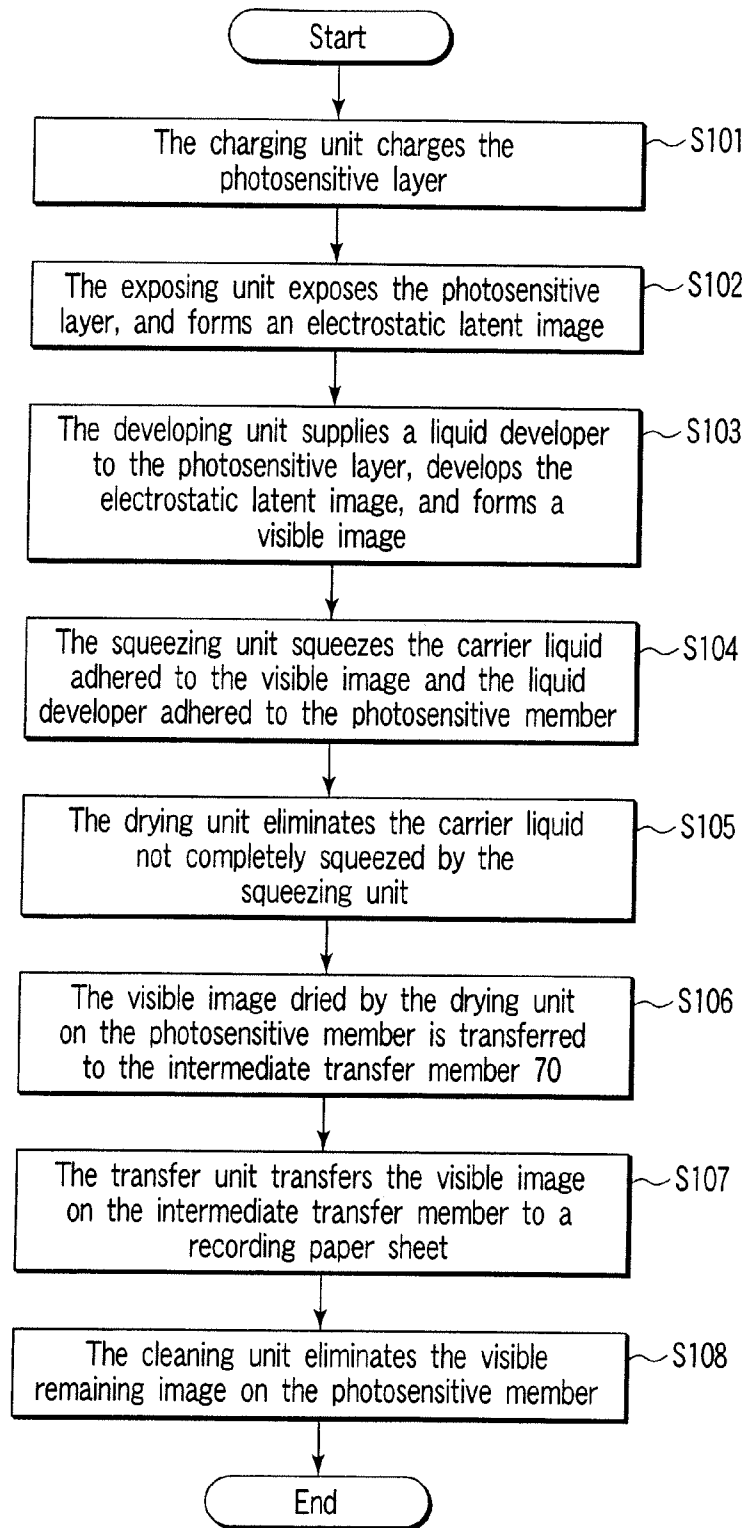 Start
The charging unit charges the
photosensitive layer
S101
The exposing unit exposes the photosensitive
layer, and forms an electrostatic latent image
S102
The developing unit supplies a liquid developer
to the photosensitive layer, develops the
electrostatic latent image, and forms a
visible image
S103
The squeezing unit squeezes the carrier liquid
adhered to the visible image and the liquid
developer adhered to the photosensitive member
S104
The drying unit eliminates the carrier liquid
not completely squeezed by the
squeezing unit
S105
The visible image dried by the drying unit
on the photosensitive member is transferred
to the intermediate transfer member 70
S106
The transfer unit transfers the visible image
on the intermediate transfer member to a
recording paper sheet
S107
The cleaning unit eliminates the visible
remaining image on the photosensitive member
S108
End